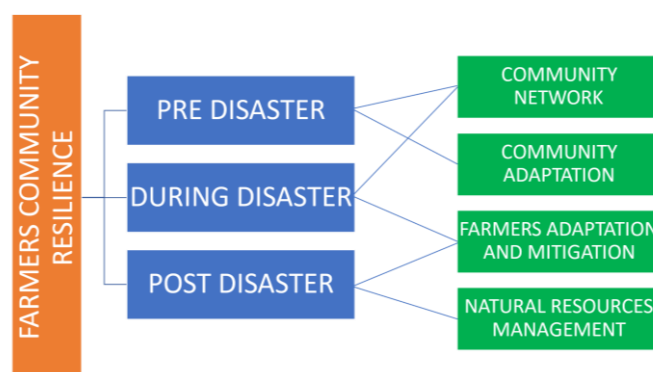 FARMERS COMMUNITY
RESILIENCE
PRE DISASTER
DURING DISASTER
POST DISASTER
COMMUNITY
NETWORK
COMMUNITY
ADAPTATION
FARMERS ADAPTATION
AND MITIGATION
NATURAL RESOURCES
MANAGEMENT